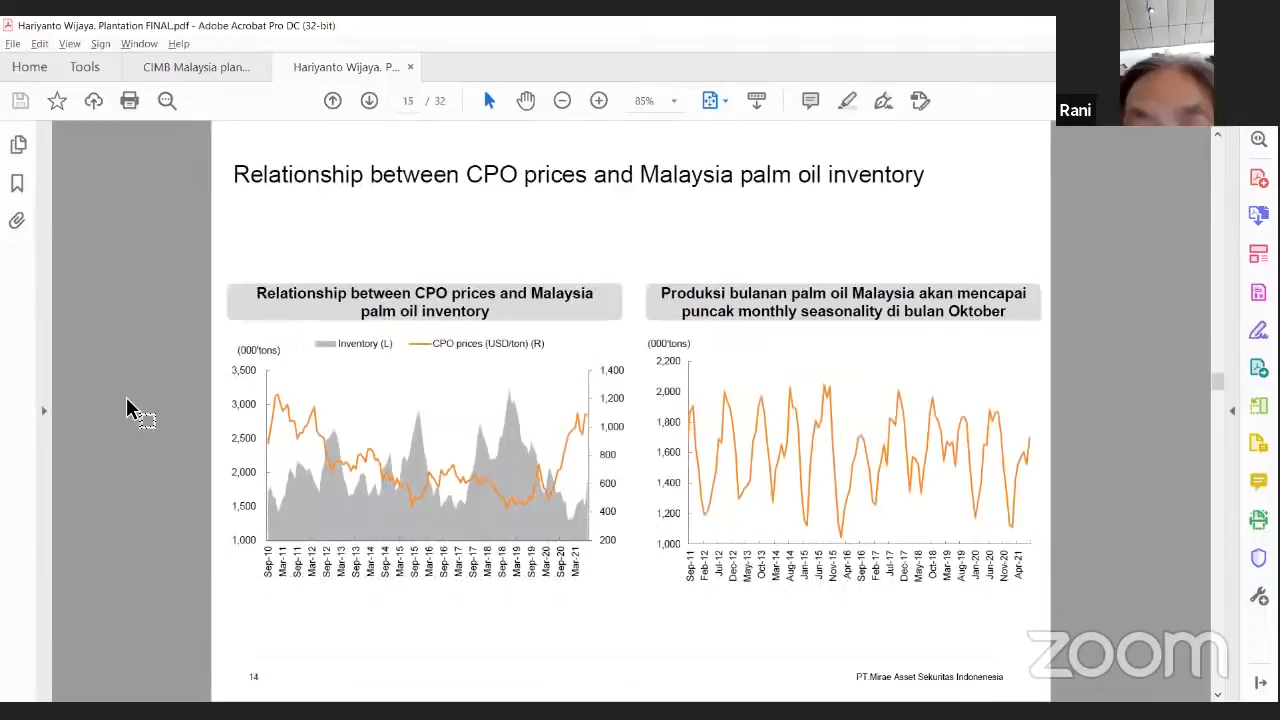 Hariyanto Wijaya. Plantation FINAL.pdf - Adobe Acrobat Pro DC (32-bit)
File Edit View Sign Window Help
Home Tools CIMB Malaysia plan... Hariyanto Wijaya. P... ×
15 / 32 85%
Rani
Relationship between CPO prices and Malaysia palm oil inventory
Relationship between CPO prices and Malaysia
palm oil inventory
(000'tons) Inventory (L) CPO prices (USD/ton) (R)
3,500 1,400
3,000 1,200
2,500 1,000
800
2,000 600
1,500 400
1,000 200
Sep-10 Mar-11 Mar-12 Sep-12 Mar-13 Sep-13 Mar-14 Sep-14 Mar-15 Sep-15 Mar-16 Sep-16 Mar-17 Sep-17 Mar-18 Sep-18 Mar-19 Sep-19 Mar-20 Sep-20 Mar-21
Produksi bulanan palm oil Malaysia akan mencapai
puncak monthly seasonality di bulan Oktober
(000'tons)
2,200
2,000
1,800
1,600
1,400
1,200
1,000
Sep-11 Feb-12 Jul-12 Dec-12 May-13 Oct-13 Mar-14 Aug-14 Jan-15 Jun-15 Nov-15 Apr-16 Sep-16 Feb-17 Jul-17 Dec-17 May-18 Oct-18 Mar-19 Aug-19 Jan-20 Jun-20 Nov-20 Apr-21
14
PT.Mirae Asset Sekuritas Indonenesia
zoom